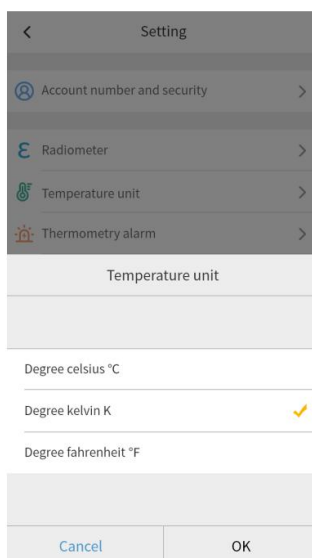 Setting
Account number and security
Radiometer
Temperature unit
Thermometry alarm
Temperature unit
Degree celsius °C
Degree kelvin K
Degree fahrenheit °F
Cancel OK